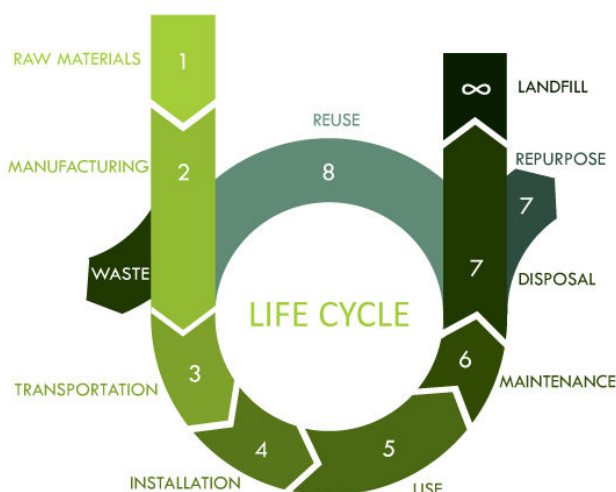 RAW MATERIALS
1
MANUFACTURING
2
WASTE
TRANSPORTATION
3
INSTALLATION
4
5
USE
6
MAINTENANCE
7
DISPOSAL
7
REPURPOSE
8
REUSE
∞
LANDFILL
LIFE CYCLE